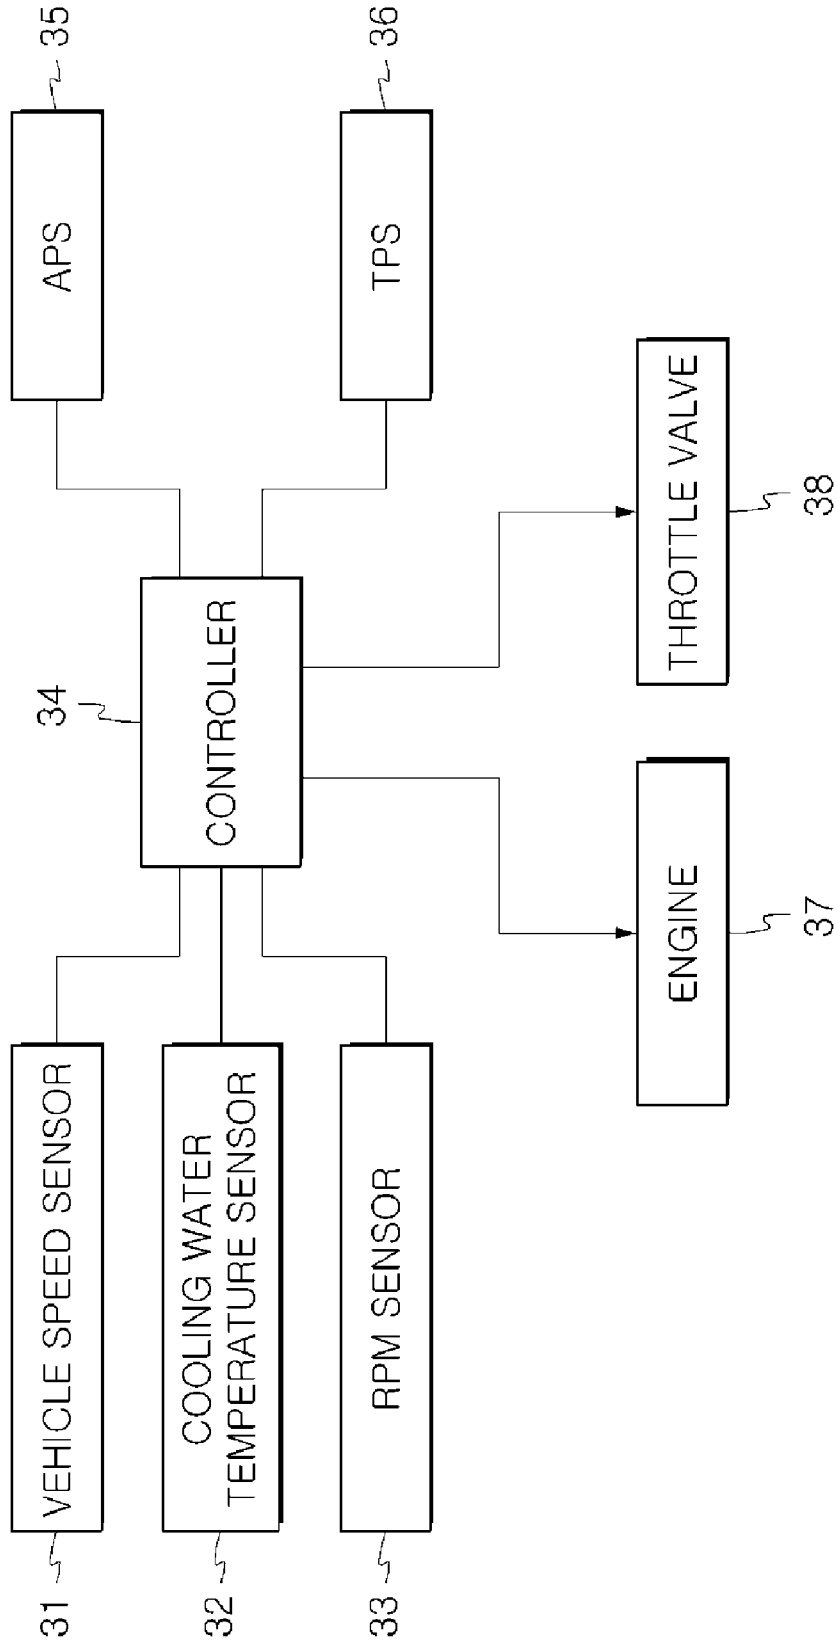 31
VEHICLE SPEED SENSOR
32
COOLING WATER
TEMPERATURE SENSOR
33
RPM SENSOR
34
CONTROLLER
35
APS
36
TPS
ENGINE
37
THROTTLE VALVE
38